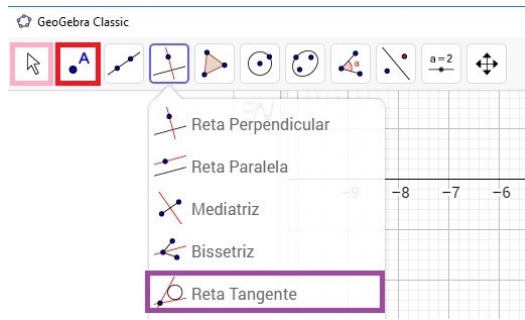 GeoGebra Classic
A
α
a=2
Reta Perpendicular
Reta Paralela
-9 -8 -7 -6
Mediatriz
Bissetriz
Reta Tangente